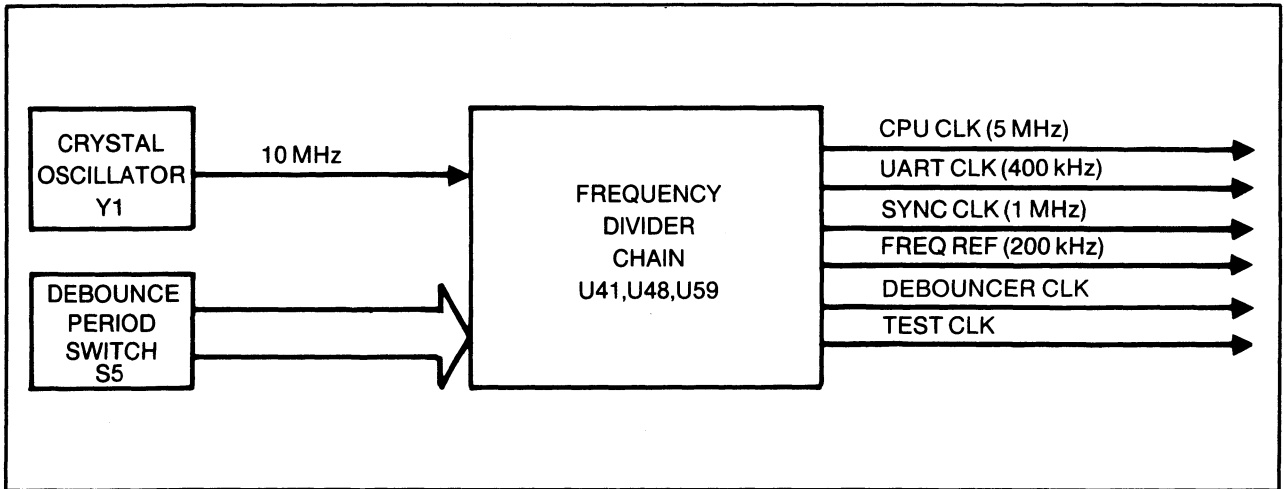 CRYSTAL
OSCILLATOR
Y1
10 MHz
DEBOUNCE
PERIOD
SWITCH
S5
FREQUENCY
DIVIDER
CHAIN
U41,U48,U59
CPU CLK (5 MHz)
UART CLK (400 kHz)
SYNC CLK (1 MHz)
FREQ REF (200 kHz)
DEBOUNCER CLK
TEST CLK